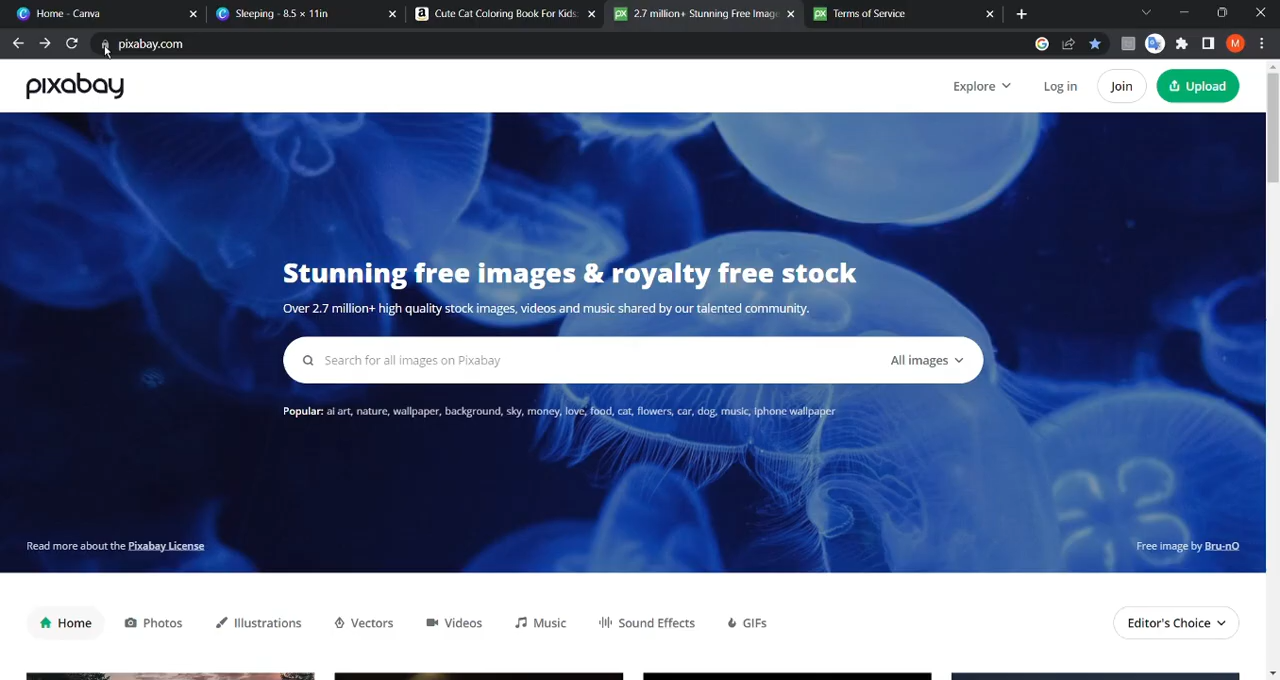 Home - Canva
Sleeping - 8.5 × 11in
Cute Cat Coloring Book For Kids:
2.7 million+ Stunning Free Image
Terms of Service
pixabay.com
M
pixabay
Explore
Log in
Join
Upload
Stunning free images & royalty free stock
Over 2.7 million+ high quality stock images, videos and music shared by our talented community.
Search for all images on Pixabay
All images
Popular: ai art, nature, wallpaper, background, sky, money, love, food, cat, flowers, car, dog, music, iphone wallpaper
Read more about the Pixabay License
Free image by Bru-nO
Home
Photos
Illustrations
Vectors
Videos
Music
Sound Effects
GIFs
Editor's Choice